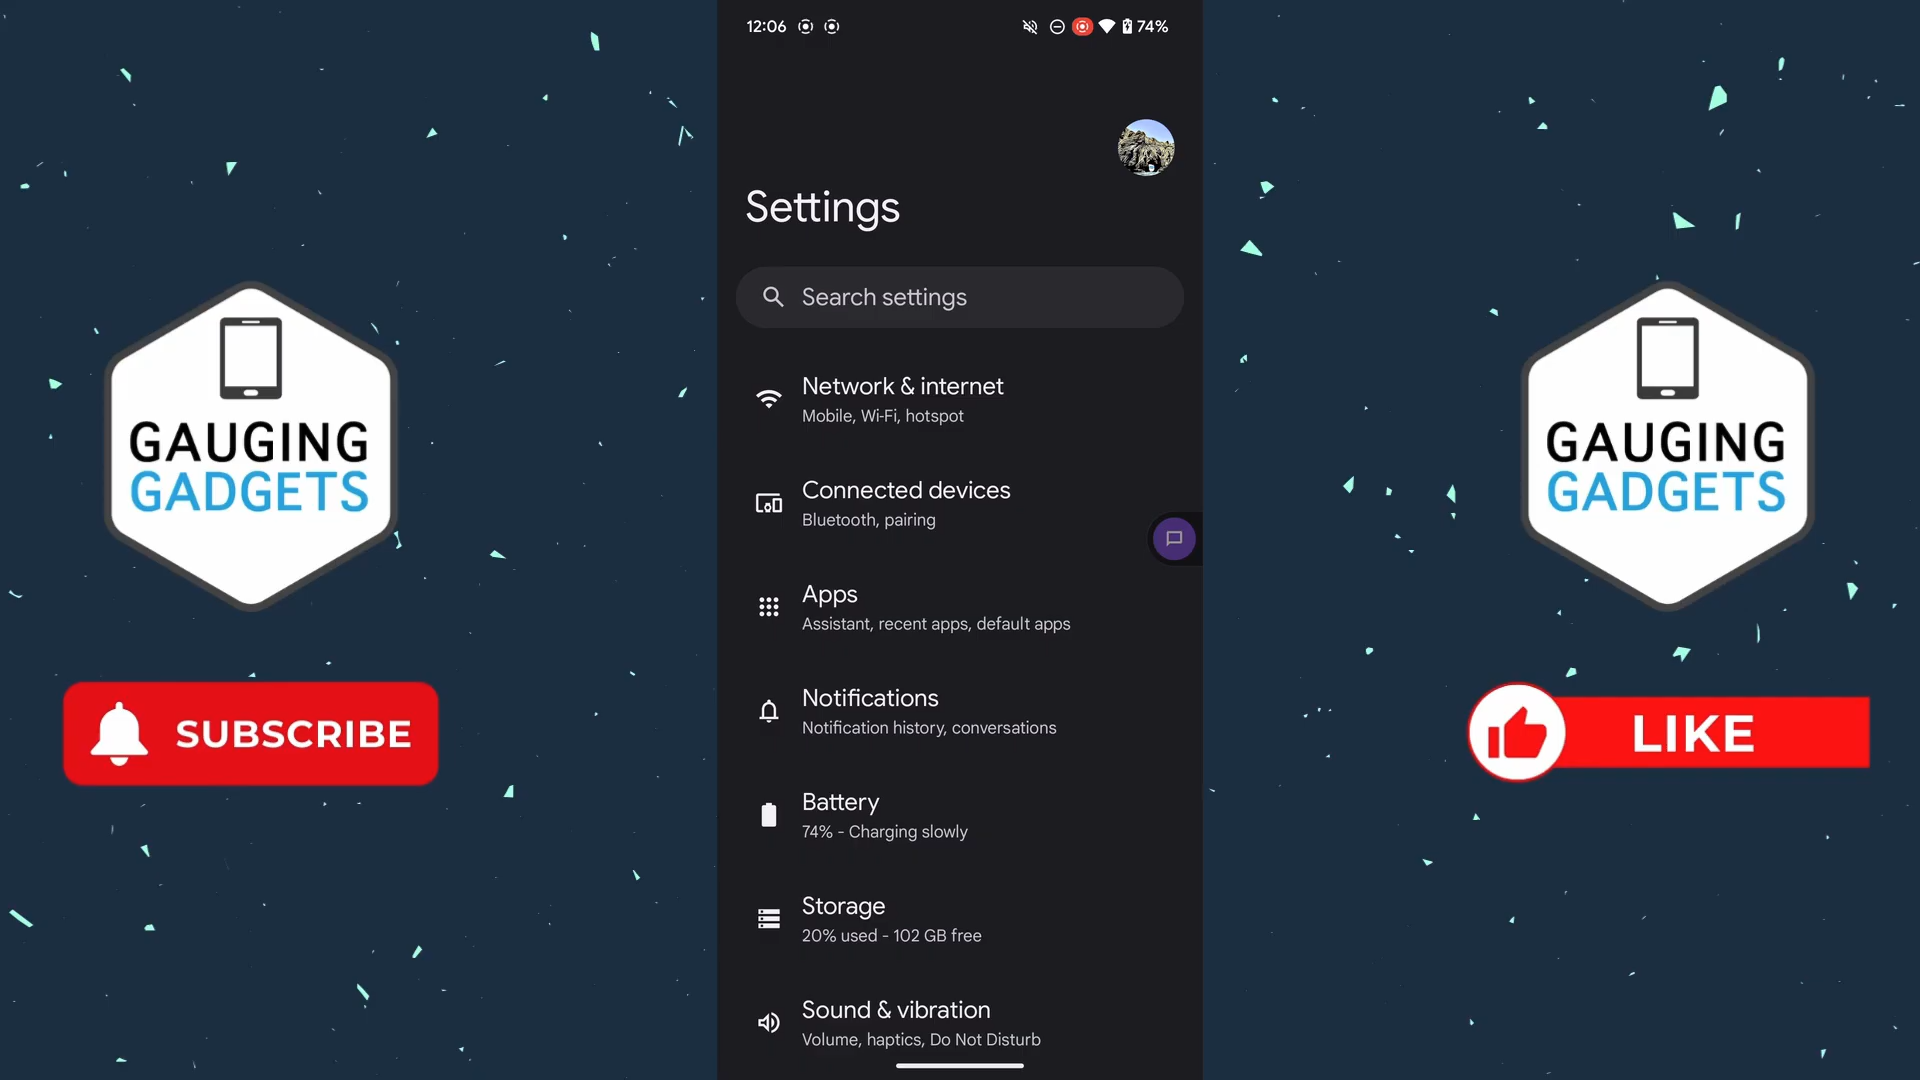 12:06
74%
Settings
Search settings
Network & internet
Mobile, Wi-Fi, hotspot
Connected devices
Bluetooth, pairing
Apps
Assistant, recent apps, default apps
Notifications
Notification history, conversations
Battery
74% - Charging slowly
Storage
20% used - 102 GB free
Sound & vibration
Volume, haptics, Do Not Disturb
GAUGING
GADGETS
SUBSCRIBE
GAUGING
GADGETS
LIKE